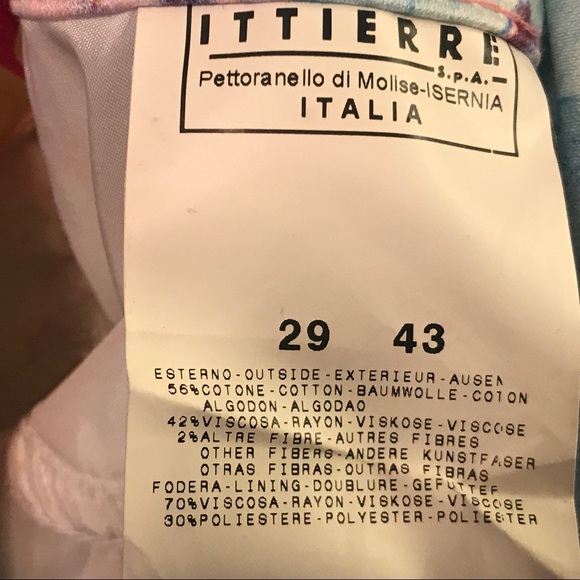 ITTIERRE
S.P.A.
Pettoranello di Molise-ISERNIA
ITALIA
29 43
ESTERNO-OUTSIDE-EXTERIEUR-AUSEN
56%COTONE-COTTON-BAUMWOLLE-COTON
ALGODON-ALGODAO
42%VISCOSA-RAYON-VISKOSE-VISCOSE
2%ALTRE FIBRE-AUTRES FIBRES
OTHER FIBERS-ANDERE KUNSTFASER
OTRAS FIBRAS-OUTRAS FIBRAS
FODERA-LINING-DOUBLURE-GEFUTTEF
70%VISCOSA-RAYON-VISKOSE-VISCOSE
30%POLIESTERE-POLYESTER-POLIESTER